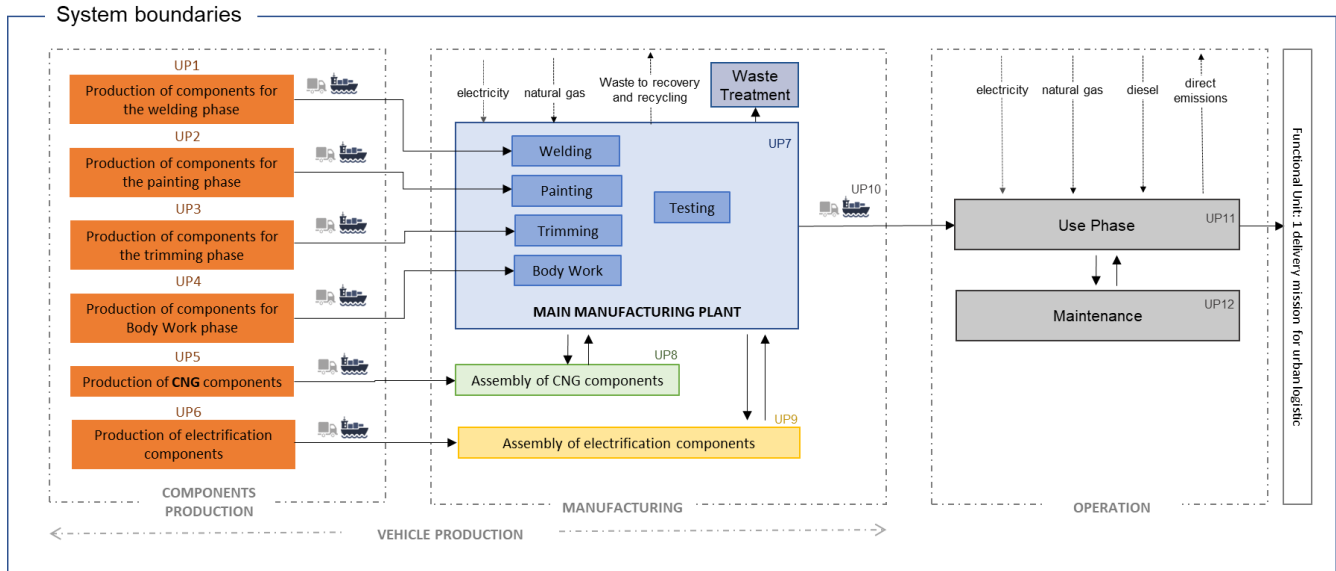 System boundaries
UP1
Production of components for
the welding phase
UP2
Production of components for
the painting phase
UP3
Production of components for
the trimming phase
UP4
Production of components for
Body Work phase
UP5
Production of CNG components
UP6
Production of electrification
components
COMPONENTS
PRODUCTION
electricity
natural gas
Waste to recovery
and recycling
Waste
Treatment
UP7
Welding
Painting
Trimming
Body Work
Testing
MAIN MANUFACTURING PLANT
UP8
Assembly of CNG components
UP9
Assembly of electrification components
MANUFACTURING
VEHICLE PRODUCTION
UP10
electricity
natural gas
diesel
direct
emissions
Use Phase
UP11
Maintenance
UP12
OPERATION
Functional Unit: 1 delivery mission for urban logistic